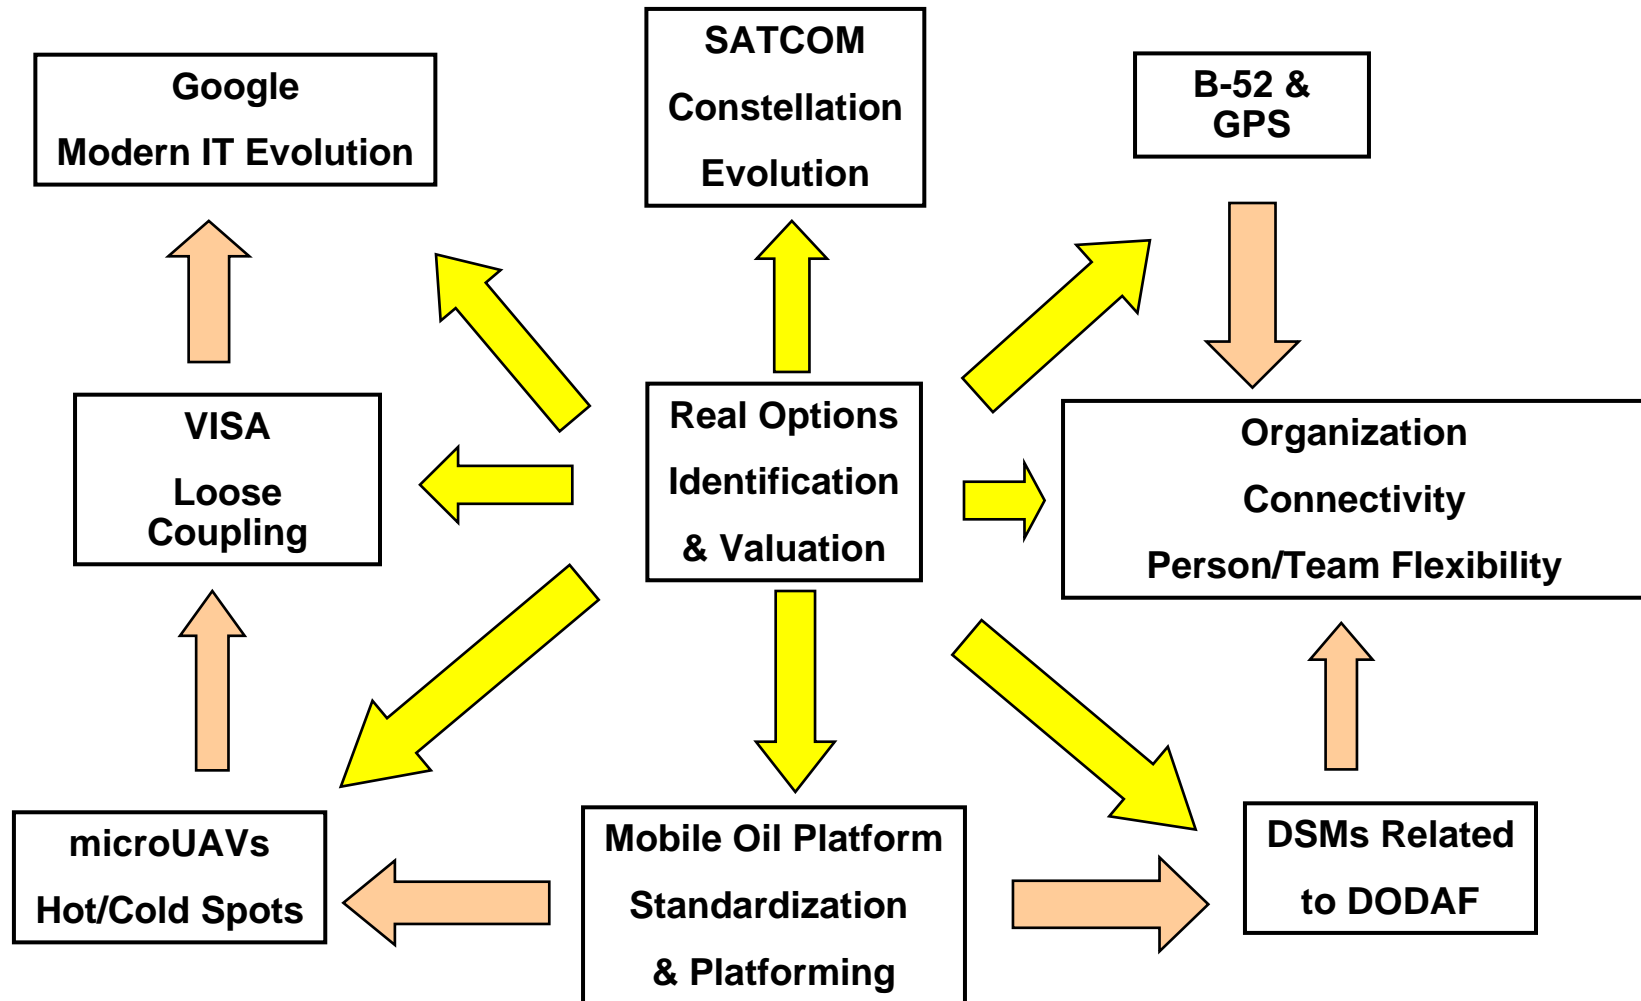 Google
Modern IT Evolution
SATCOM
Constellation
Evolution
B-52 &
GPS
VISA
Loose
Coupling
Real Options
Identification
& Valuation
Organization
Connectivity
Person/Team Flexibility
microUAVs
Hot/Cold Spots
Mobile Oil Platform
Standardization
& Platforming
DSMs Related
to DODAF